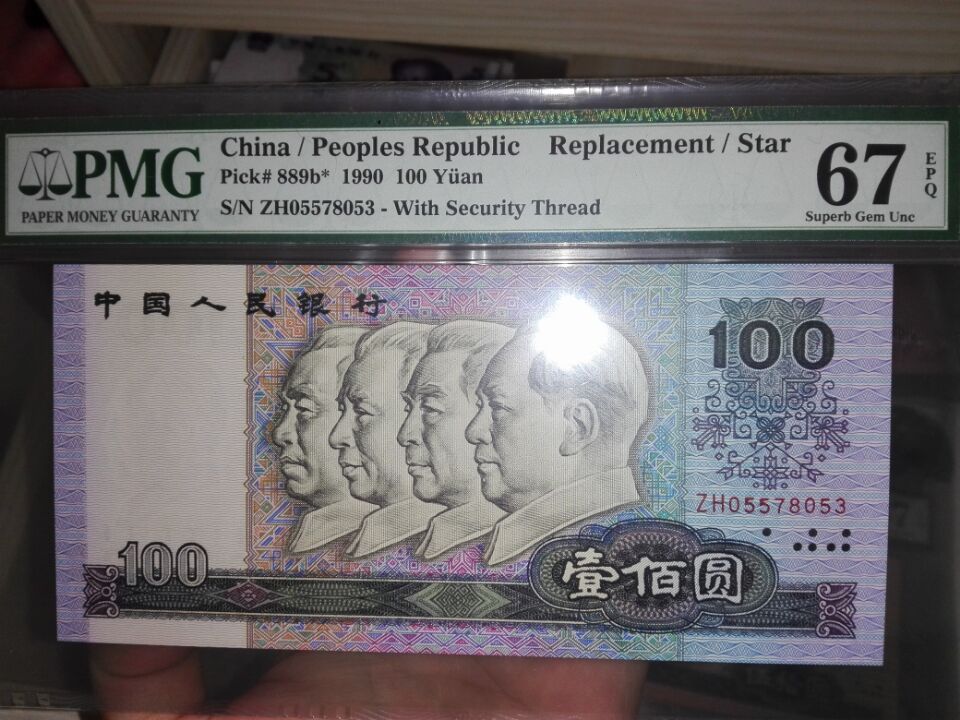 PMG
PAPER MONEY GUARANTY
China / Peoples Republic Replacement / Star
Pick# 889b* 1990 100 Yüan
S/N ZH05578053 - With Security Thread
67
EPQ
Superb Gem Unc
中国人民银行
100
ZH05578053
100
壹佰圆